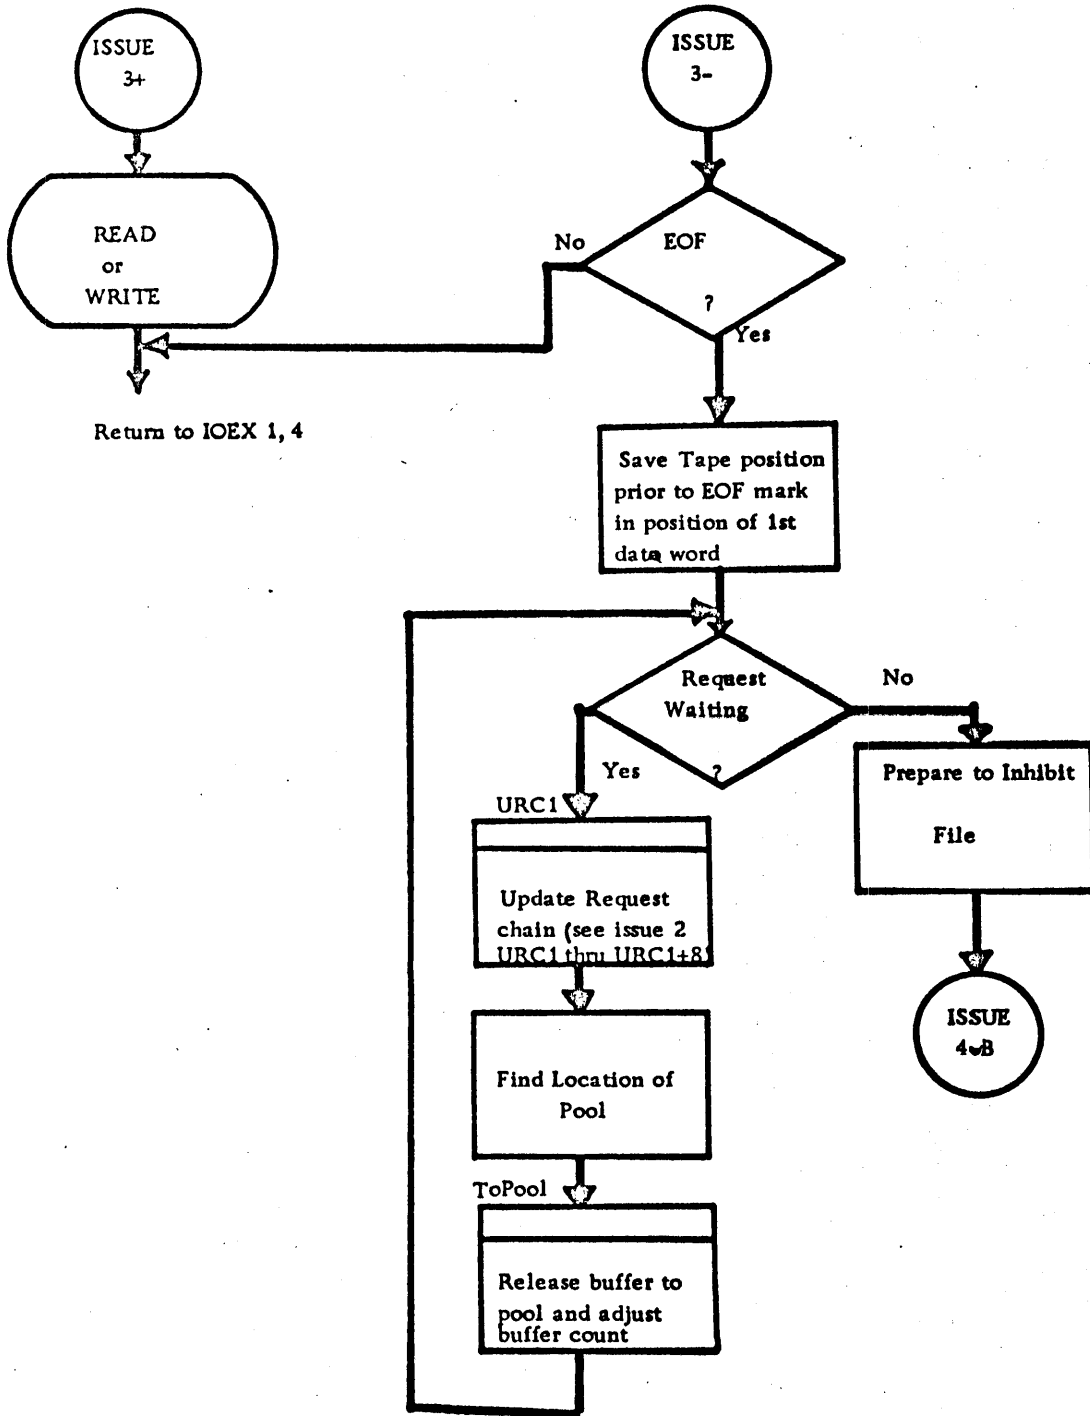 ISSUE
3+
READ
or
WRITE
Return to IOEX 1, 4
ISSUE
3-
EOF
?
No
Yes
Save Tape position
prior to EOF mark
in position of 1st
data word
Request
Waiting
?
No
Yes
Prepare to Inhibit
File
ISSUE
4-B
URC1
Update Request
chain (see issue 2
URC1 thru URC1+8)
Find Location of
Pool
ToPool
Release buffer to
pool and adjust
buffer count